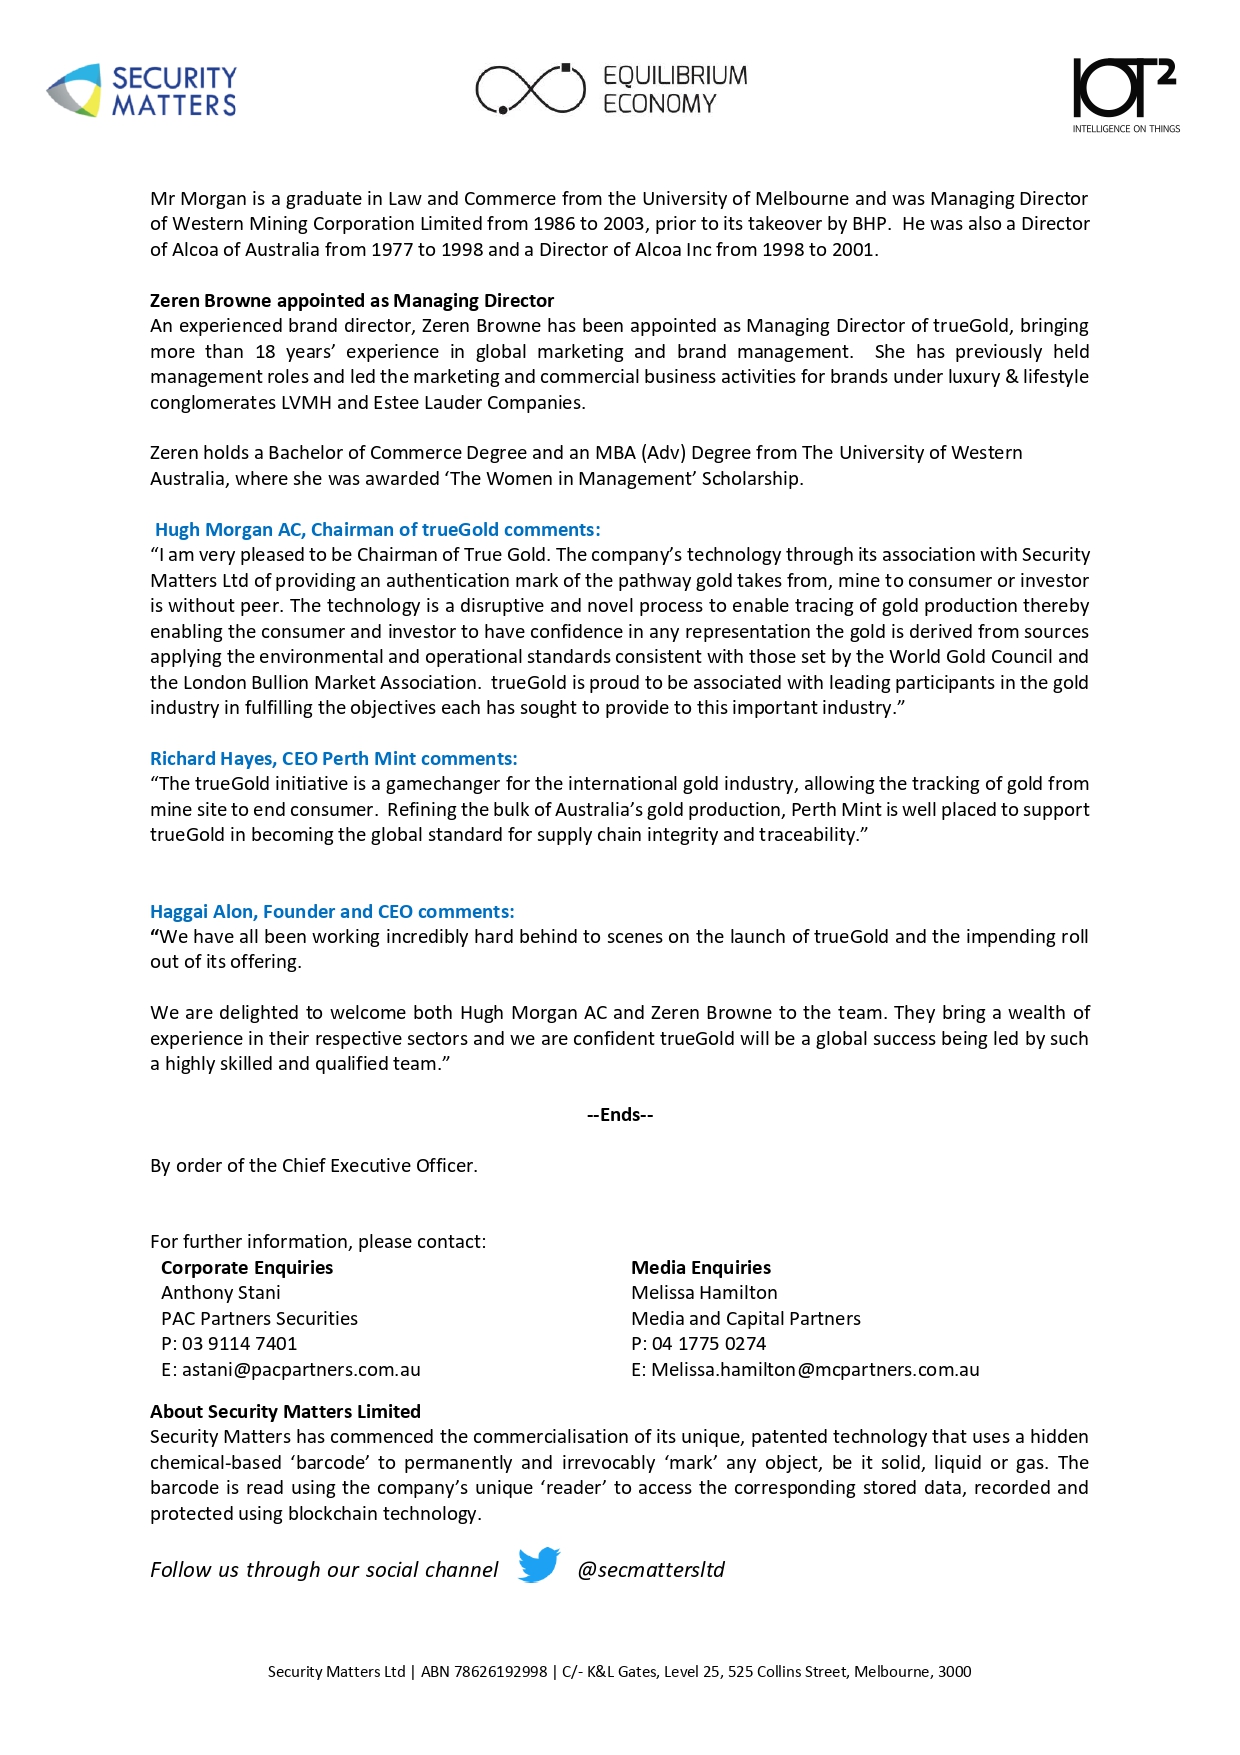 SECURITY
MATTERS
EQUILIBRIUM
ECONOMY
IOT2
INTELLIGENCE ON THINGS
Mr Morgan is a graduate in Law and Commerce from the University of Melbourne and was Managing Director
of Western Mining Corporation Limited from 1986 to 2003, prior to its takeover by BHP.  He was also a Director
of Alcoa of Australia from 1977 to 1998 and a Director of Alcoa Inc from 1998 to 2001.
Zeren Browne appointed as Managing Director
An experienced brand director, Zeren Browne has been appointed as Managing Director of trueGold, bringing
more than 18 years’ experience in global marketing and brand management.  She has previously held
management roles and led the marketing and commercial business activities for brands under luxury & lifestyle
conglomerates LVMH and Estee Lauder Companies.
Zeren holds a Bachelor of Commerce Degree and an MBA (Adv) Degree from The University of Western
Australia, where she was awarded ‘The Women in Management’ Scholarship.
Hugh Morgan AC, Chairman of trueGold comments:
“I am very pleased to be Chairman of True Gold. The company’s technology through its association with Security
Matters Ltd of providing an authentication mark of the pathway gold takes from, mine to consumer or investor
is without peer. The technology is a disruptive and novel process to enable tracing of gold production thereby
enabling the consumer and investor to have confidence in any representation the gold is derived from sources
applying the environmental and operational standards consistent with those set by the World Gold Council and
the London Bullion Market Association.  trueGold is proud to be associated with leading participants in the gold
industry in fulfilling the objectives each has sought to provide to this important industry.”
Richard Hayes, CEO Perth Mint comments:
“The trueGold initiative is a gamechanger for the international gold industry, allowing the tracking of gold from
mine site to end consumer.  Refining the bulk of Australia’s gold production, Perth Mint is well placed to support
trueGold in becoming the global standard for supply chain integrity and traceability.”
Haggai Alon, Founder and CEO comments:
“We have all been working incredibly hard behind to scenes on the launch of trueGold and the impending roll
out of its offering.
We are delighted to welcome both Hugh Morgan AC and Zeren Browne to the team. They bring a wealth of
experience in their respective sectors and we are confident trueGold will be a global success being led by such
a highly skilled and qualified team.”
--Ends--
By order of the Chief Executive Officer.
For further information, please contact:
Corporate Enquiries
Anthony Stani
PAC Partners Securities
P: 03 9114 7401
E: astani@pacpartners.com.au
Media Enquiries
Melissa Hamilton
Media and Capital Partners
P: 04 1775 0274
E: Melissa.hamilton@mcpartners.com.au
About Security Matters Limited
Security Matters has commenced the commercialisation of its unique, patented technology that uses a hidden
chemical-based ‘barcode’ to permanently and irrevocably ‘mark’ any object, be it solid, liquid or gas. The
barcode is read using the company’s unique ‘reader’ to access the corresponding stored data, recorded and
protected using blockchain technology.
Follow us through our social channel @secmattersltd
Security Matters Ltd | ABN 78626192998 | C/- K&L Gates, Level 25, 525 Collins Street, Melbourne, 3000